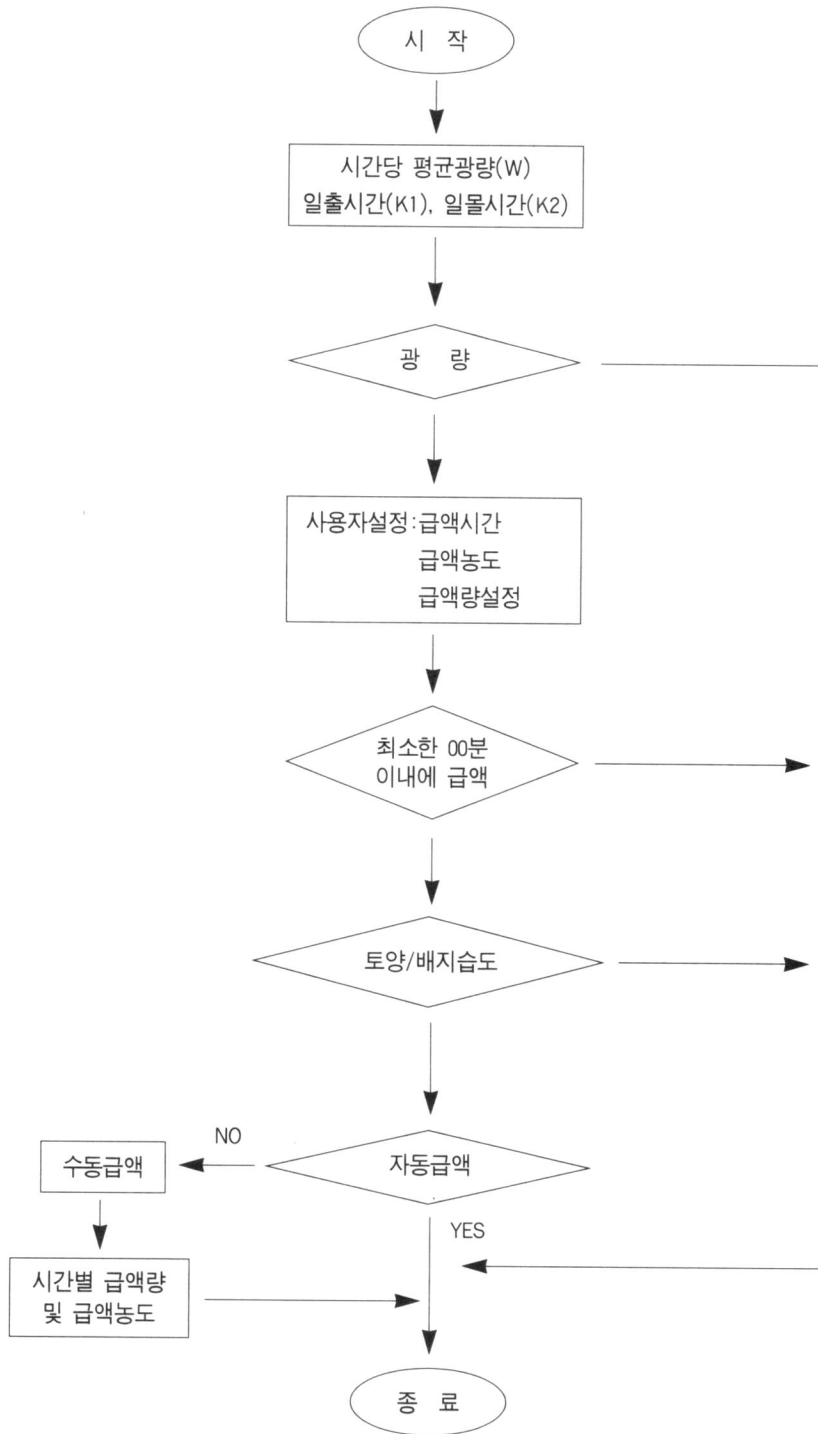 시 작
시간당 평균광량(W)
일출시간(K1), 일몰시간(K2)
광 량
사용자설정:급액시간
급액농도
급액량설정
최소한 00분
이내에 급액
토양/배지습도
NO
수동급액
자동급액
YES
시간별 급액량
및 급액농도
종 료